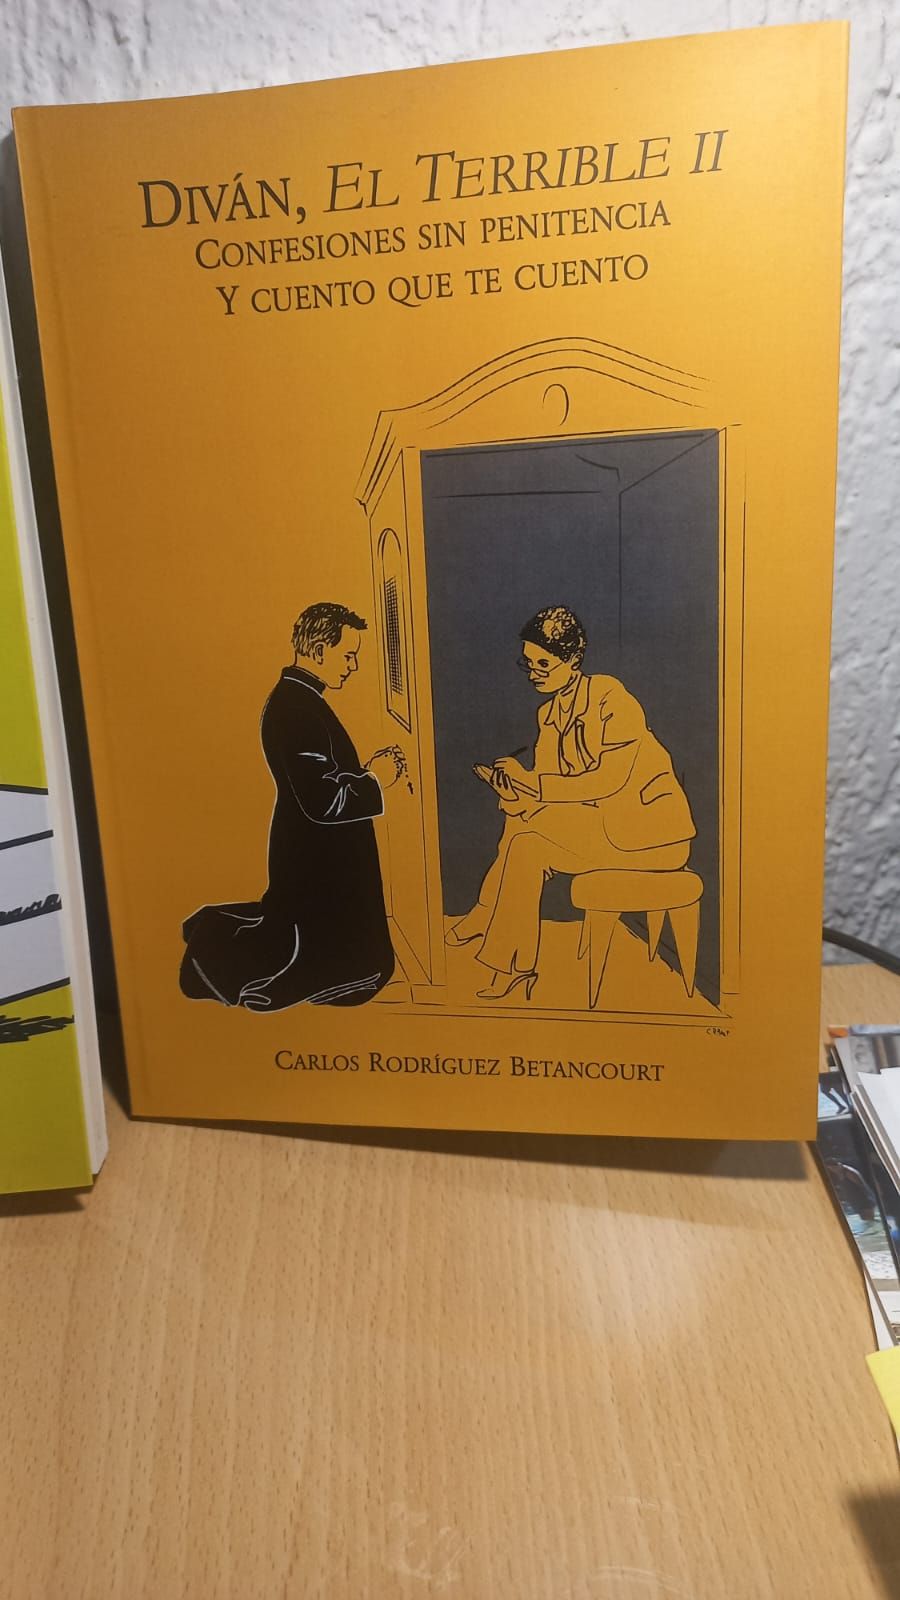 DIVÁN, EL TERRIBLE II
CONFESIONES SIN PENITENCIA
Y CUENTO QUE TE CUENTO
CARLOS RODRÍGUEZ BETANCOURT